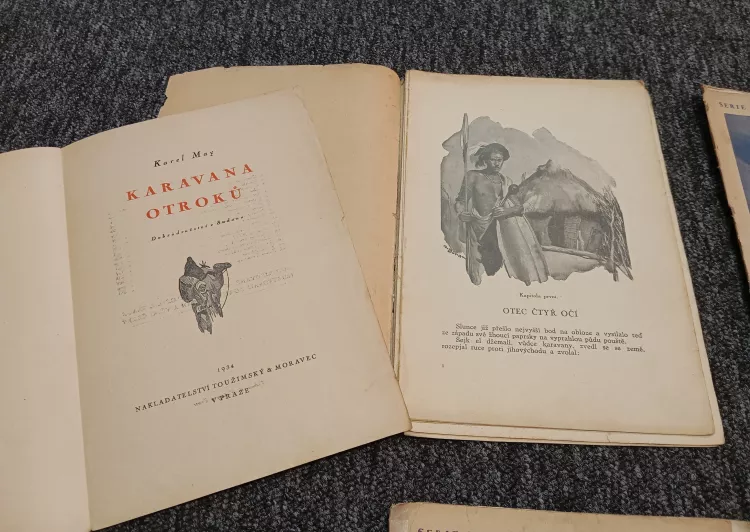 Karel May
KARAVANA
OTROKŮ
Dobrodružství z Sudanu
1934
NAKLADATELSTVÍ TOUŽIMSKÝ & MORAVEC
V PRAZE
Kapitola první.
OTEC ČTYŘ OČÍ
Slunce již přešlo nejvyšší bod na obloze a vysílalo teď
ze západu své žhoucí paprsky na vyprahlou půdu pouště.
Šejk el džemali, vůdce karavany, zvedl se se země,
rozepjal ruce proti jihovýchodu a zvolal:
SERIE